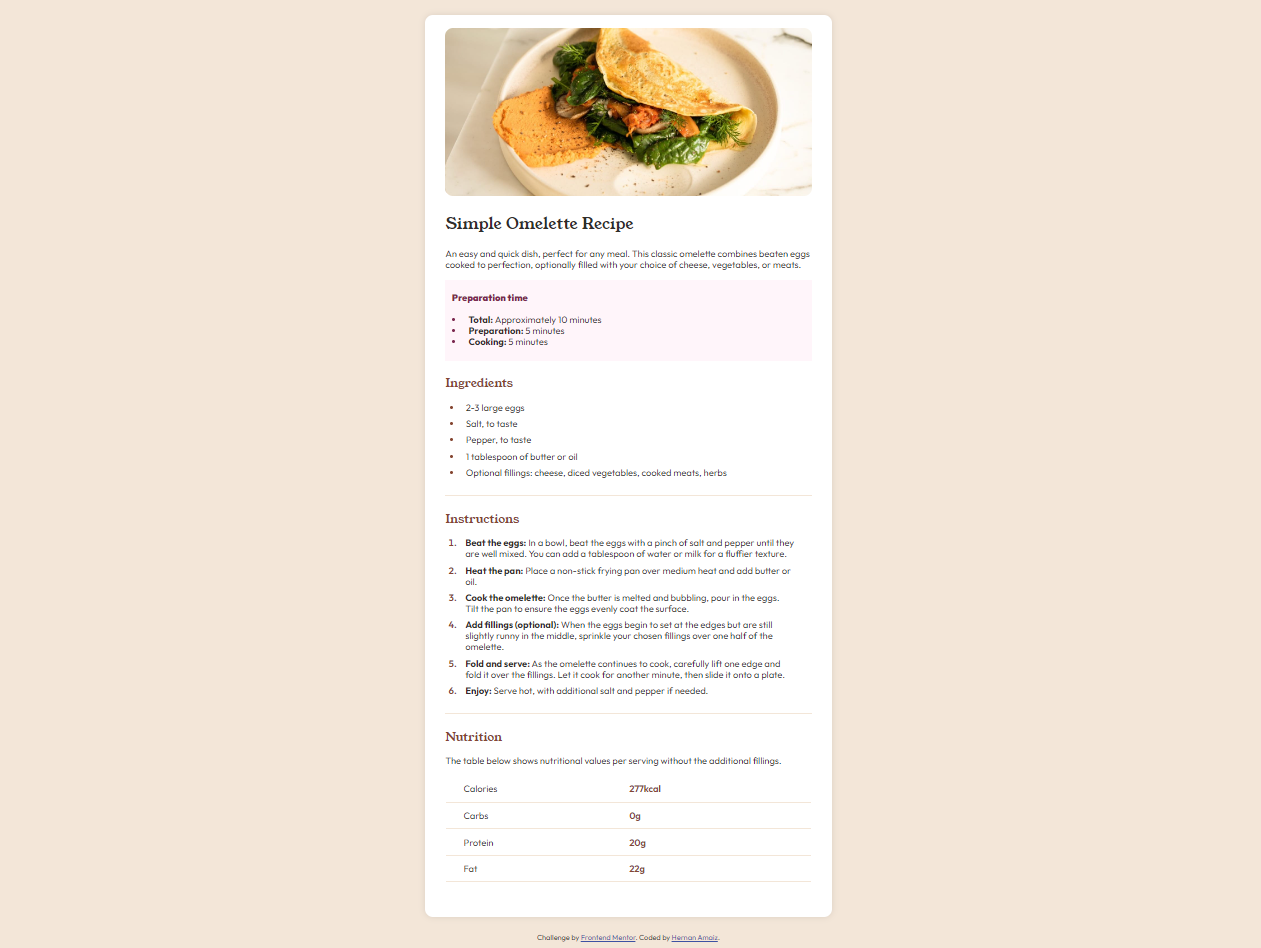 Simple Omelette Recipe
An easy and quick dish, perfect for any meal. This classic omelette combines beaten eggs
cooked to perfection, optionally filled with your choice of cheese, vegetables, or meats.
Preparation time
• Total: Approximately 10 minutes
• Preparation: 5 minutes
• Cooking: 5 minutes
Ingredients
• 2-3 large eggs
• Salt, to taste
• Pepper, to taste
• 1 tablespoon of butter or oil
• Optional fillings: cheese, diced vegetables, cooked meats, herbs
Instructions
1. Beat the eggs: In a bowl, beat the eggs with a pinch of salt and pepper until they
are well mixed. You can add a tablespoon of water or milk for a fluffier texture.
2. Heat the pan: Place a non-stick frying pan over medium heat and add butter or
oil.
3. Cook the omelette: Once the butter is melted and bubbling, pour in the eggs.
Tilt the pan to ensure the eggs evenly coat the surface.
4. Add fillings (optional): When the eggs begin to set at the edges but are still
slightly runny in the middle, sprinkle your chosen fillings over one half of the
omelette.
5. Fold and serve: As the omelette continues to cook, carefully lift one edge and
fold it over the fillings. Let it cook for another minute, then slide it onto a plate.
6. Enjoy: Serve hot, with additional salt and pepper if needed.
Nutrition
The table below shows nutritional values per serving without the additional fillings.
Calories 277kcal
Carbs 0g
Protein 20g
Fat 22g
Challenge by Frontend Mentor. Coded by Hernan Amaiz.